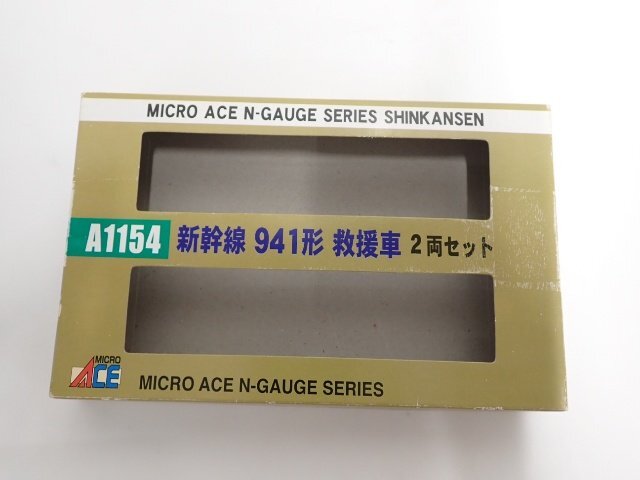 MICRO ACE N-GAUGE SERIES SHINKANSEN
A1154 新幹線 941形 救援車 2両セット
MICRO
ACE
MICRO ACE N-GAUGE SERIES